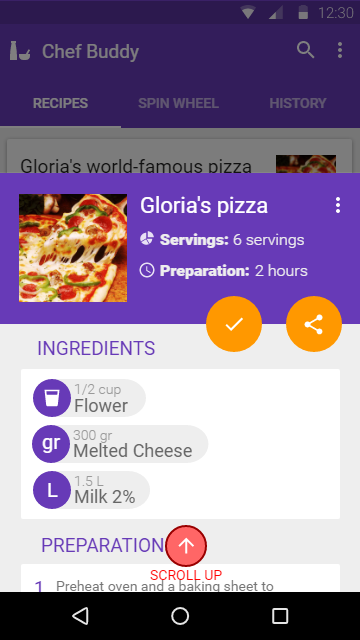 12:30
Chef Buddy
RECIPES
SPIN WHEEL
HISTORY
Gloria's world-famous pizza
Gloria's pizza
Servings: 6 servings
Preparation: 2 hours
INGREDIENTS
1/2 cup
Flower
gr
300 gr
Melted Cheese
L
1.5 L
Milk 2%
PREPARATION
SCROLL UP
1 Preheat oven and a baking sheet to